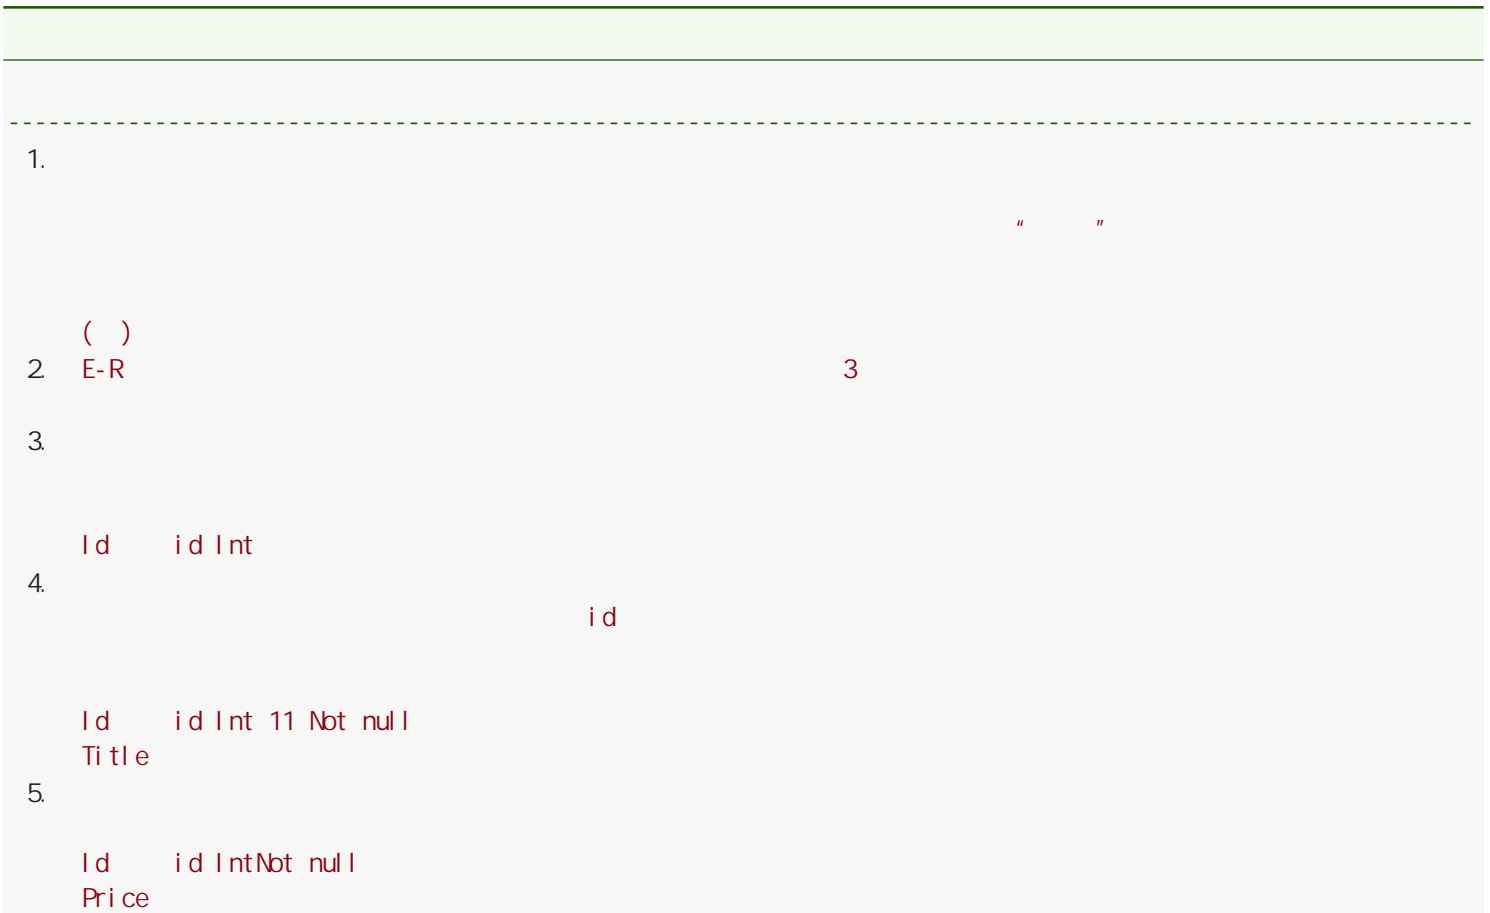 1.
“ ”
( )
2. E-R 3
3.
Id id Int
4.
id
Id id Int 11 Not null
Title
5.
Id id IntNot null
Price